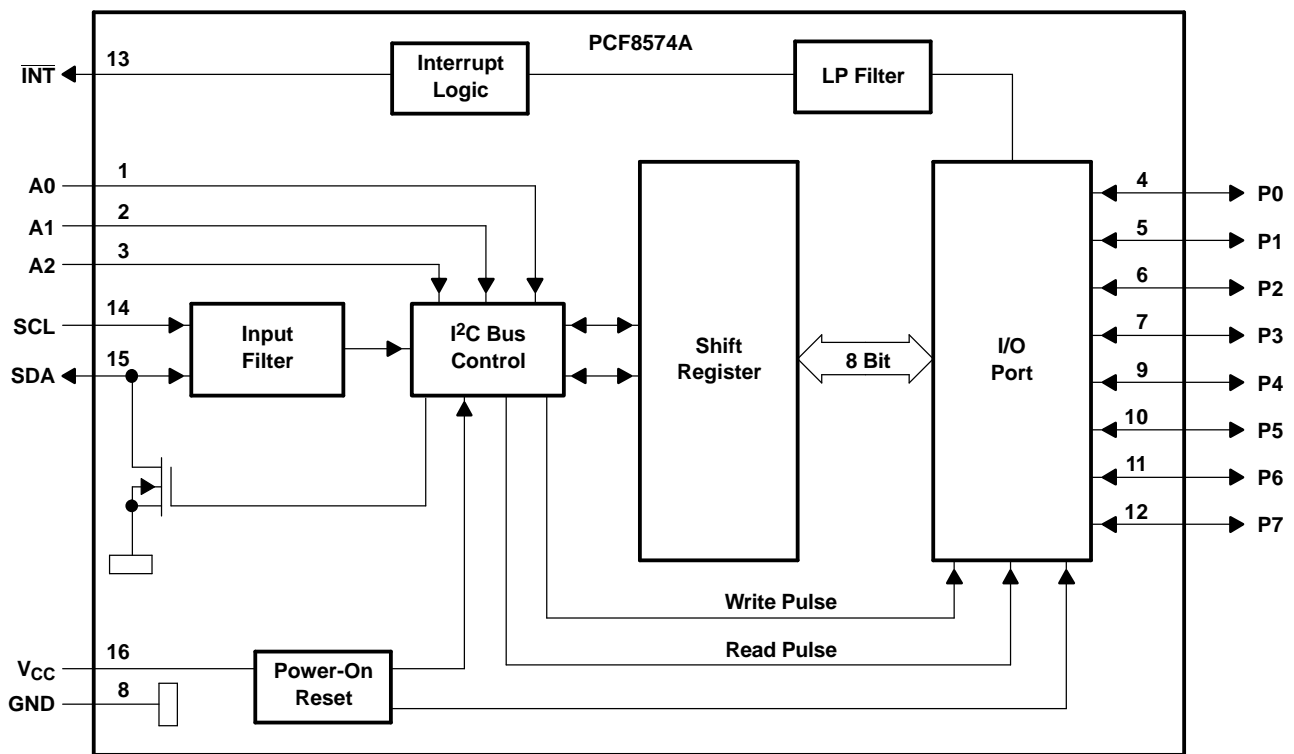 PCF8574A
INT
13
Interrupt
Logic
LP Filter
A0
1
A1
2
A2
3
SCL
14
SDA
15
Input
Filter
I²C Bus
Control
Shift
Register
8 Bit
I/O
Port
4
P0
5
P1
6
P2
7
P3
9
P4
10
P5
11
P6
12
P7
Write Pulse
Read Pulse
VCC
16
GND
8
Power-On
Reset